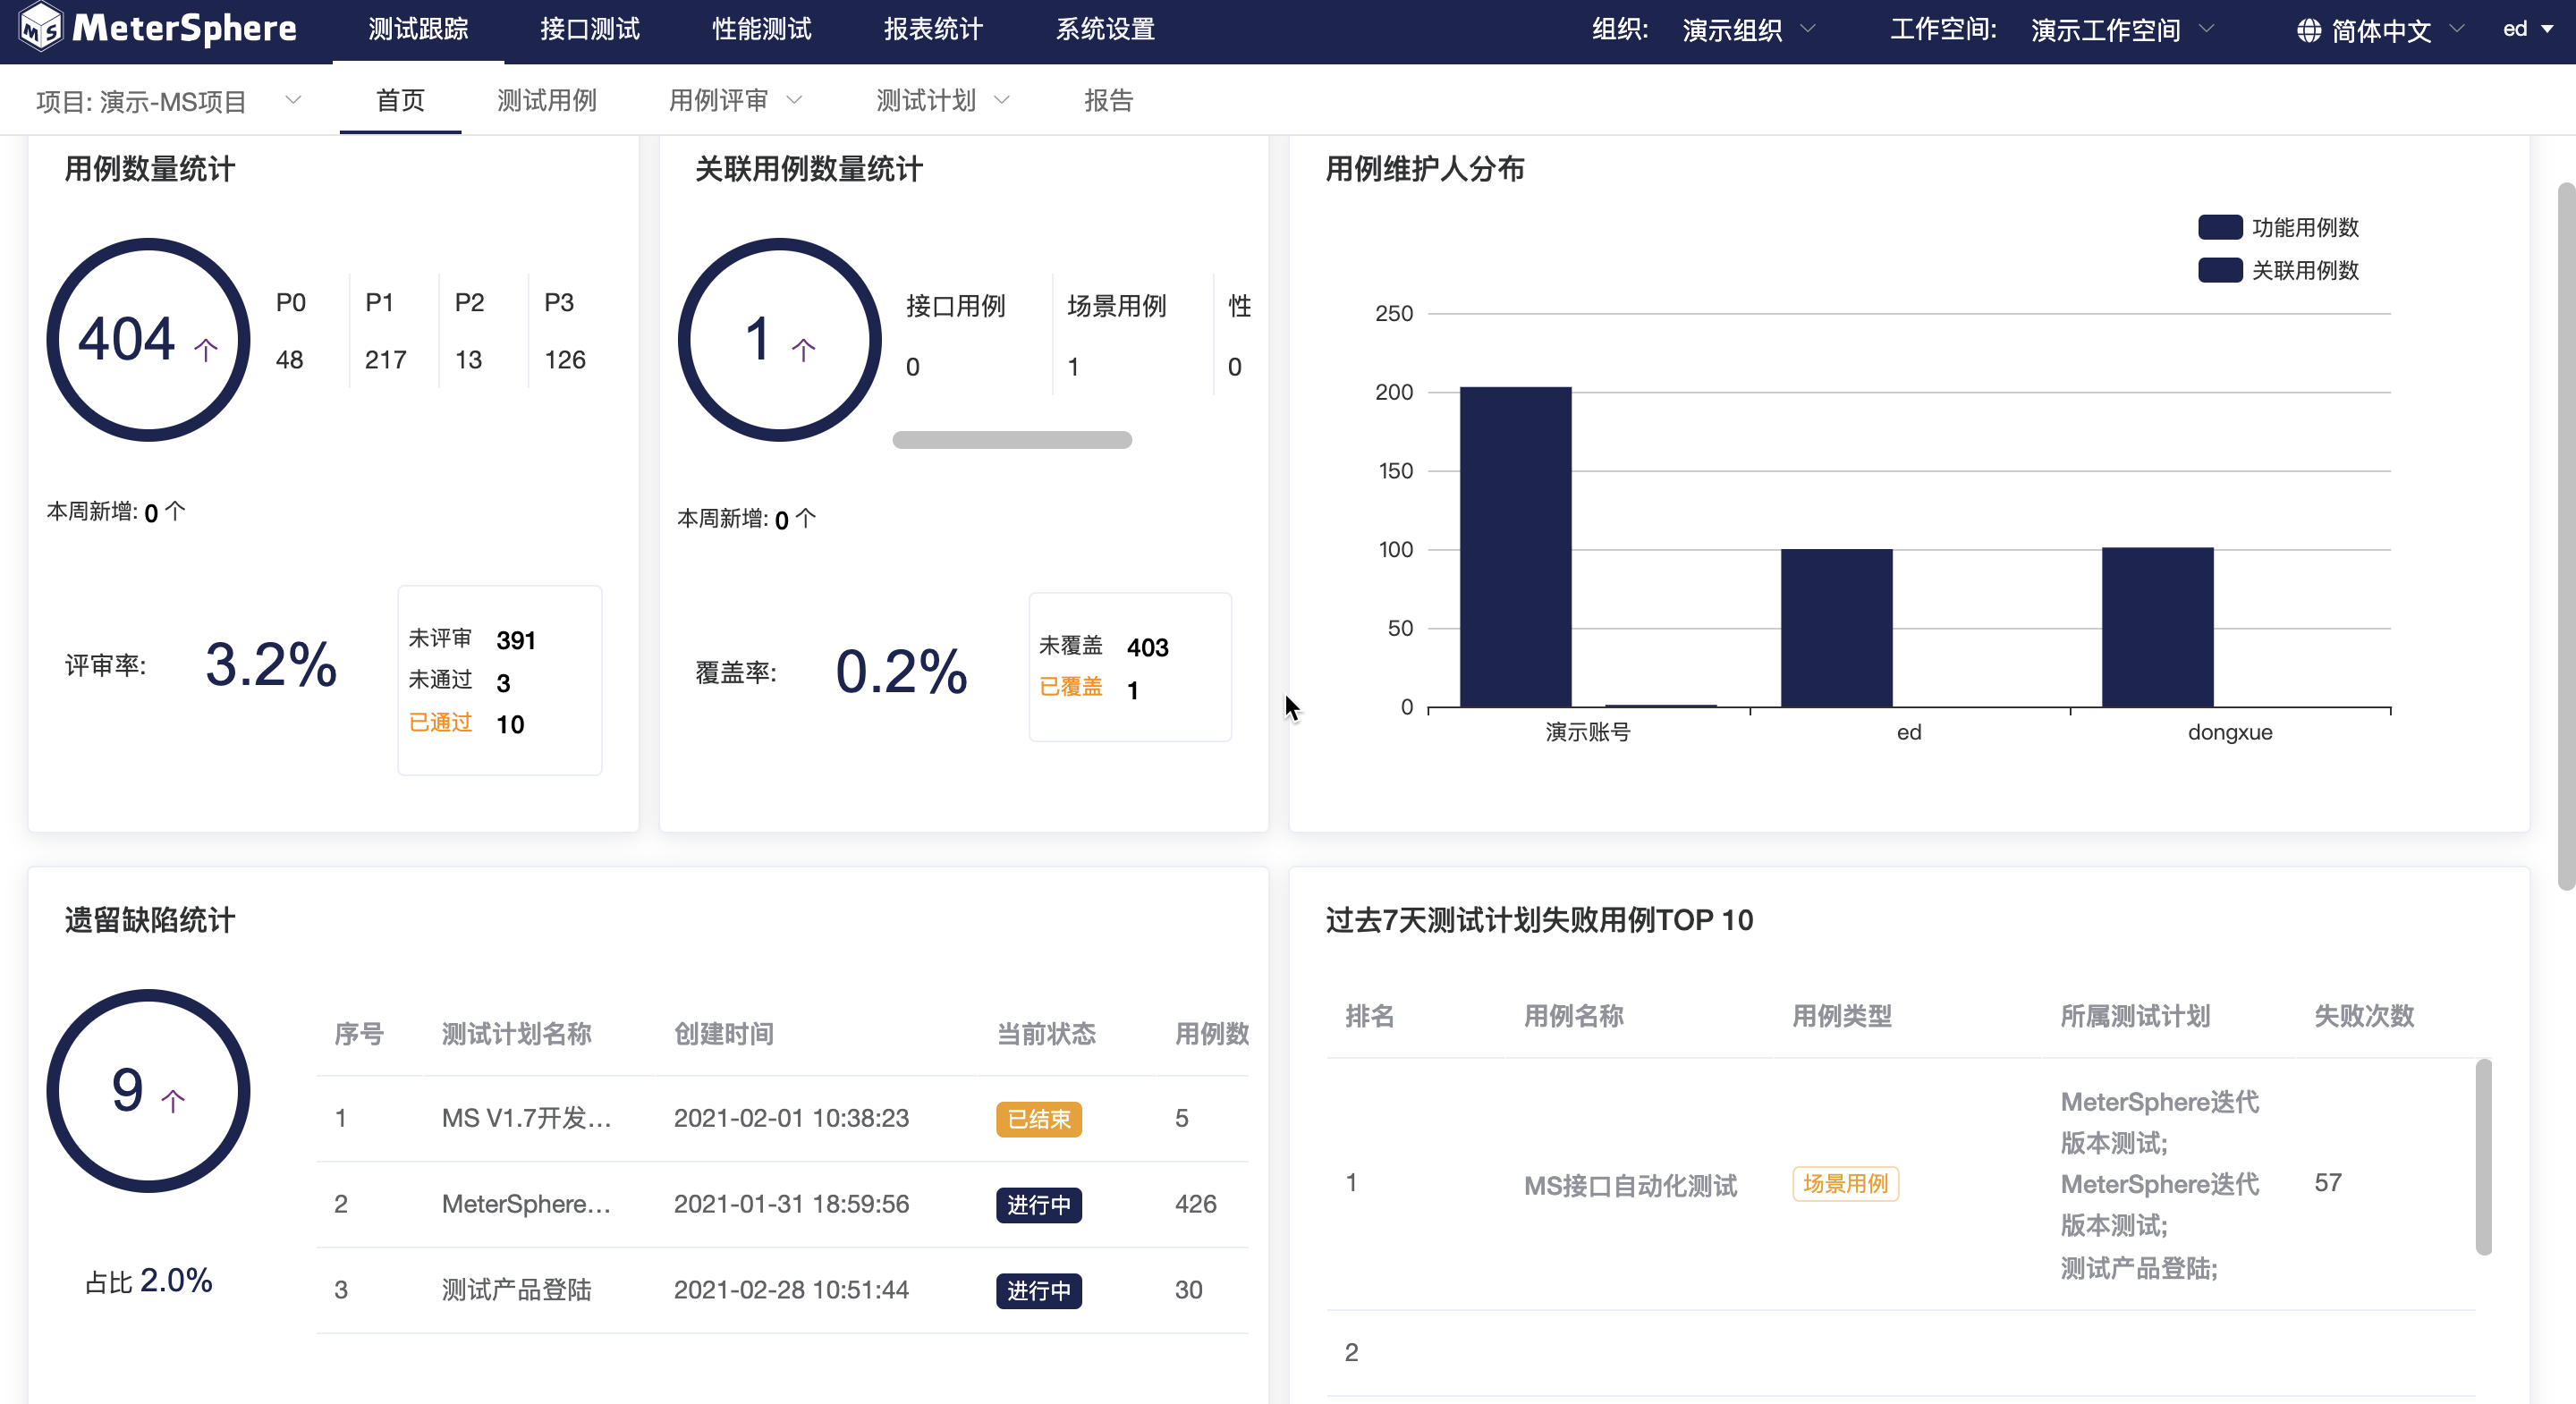 MeterSphere 测试跟踪 接口测试 性能测试 报表统计 系统设置 组织: 演示组织 工作空间: 演示工作空间 简体中文 ed
项目: 演示-MS项目 首页 测试用例 用例评审 测试计划 报告
用例数量统计
404 个
P0 P1 P2 P3
48 217 13 126
本周新增: 0 个
评审率: 3.2%
未评审 391
未通过 3
已通过 10
关联用例数量统计
1 个
接口用例 场景用例 性
0 1 0
本周新增: 0 个
覆盖率: 0.2%
未覆盖 403
已覆盖 1
用例维护人分布
功能用例数
关联用例数
250
200
150
100
50
0
演示账号 ed dongxue
遗留缺陷统计
9 个
占比 2.0%
序号 测试计划名称 创建时间 当前状态 用例数
1 MS V1.7开发... 2021-02-01 10:38:23 已结束 5
2 MeterSphere... 2021-01-31 18:59:56 进行中 426
3 测试产品登陆 2021-02-28 10:51:44 进行中 30
过去7天测试计划失败用例TOP 10
排名 用例名称 用例类型 所属测试计划 失败次数
1 MS接口自动化测试 场景用例 MeterSphere迭代
版本测试;
MeterSphere迭代
版本测试;
测试产品登陆;
57
2